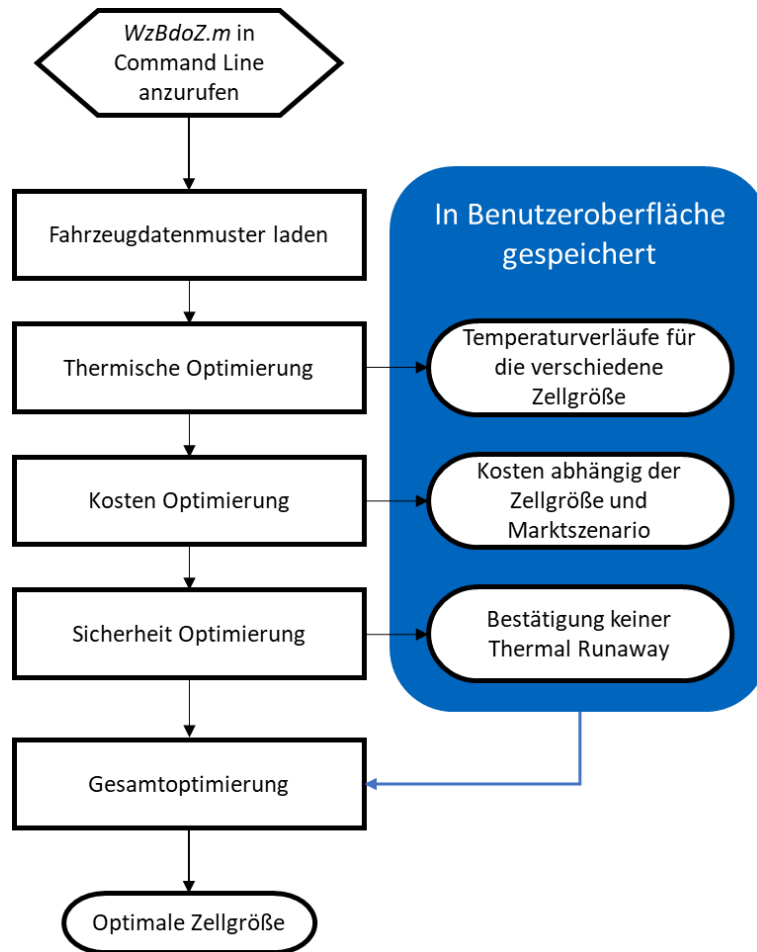 WzBdoZ.m in
Command Line
anzurufen
Fahrzeugdatenmuster laden
In Benutzeroberfläche
gespeichert
Thermische Optimierung
Temperaturverläufe für
die verschiedene
Zellgröße
Kosten Optimierung
Kosten abhängig der
Zellgröße und
Marktszenario
Sicherheit Optimierung
Bestätigung keiner
Thermal Runaway
Gesamtoptimierung
Optimale Zellgröße